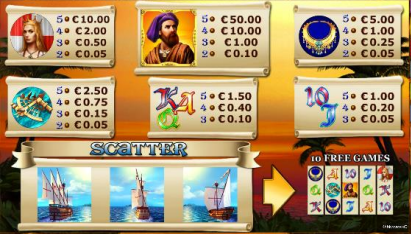 5 € 10.00
4 € 2.00
3 € 0.50
2 € 0.05
5 € 50.00
4 € 10.00
3 € 1.00
2 € 0.10
5 € 5.00
4 € 1.00
3 € 0.25
2 € 0.05
5 € 2.50
4 € 0.75
3 € 0.15
2 € 0.05
K A
Q
5 € 1.50
4 € 0.40
3 € 0.10
10
J
5 € 1.00
4 € 0.20
3 € 0.05
SCATTER
10 FREE GAMES